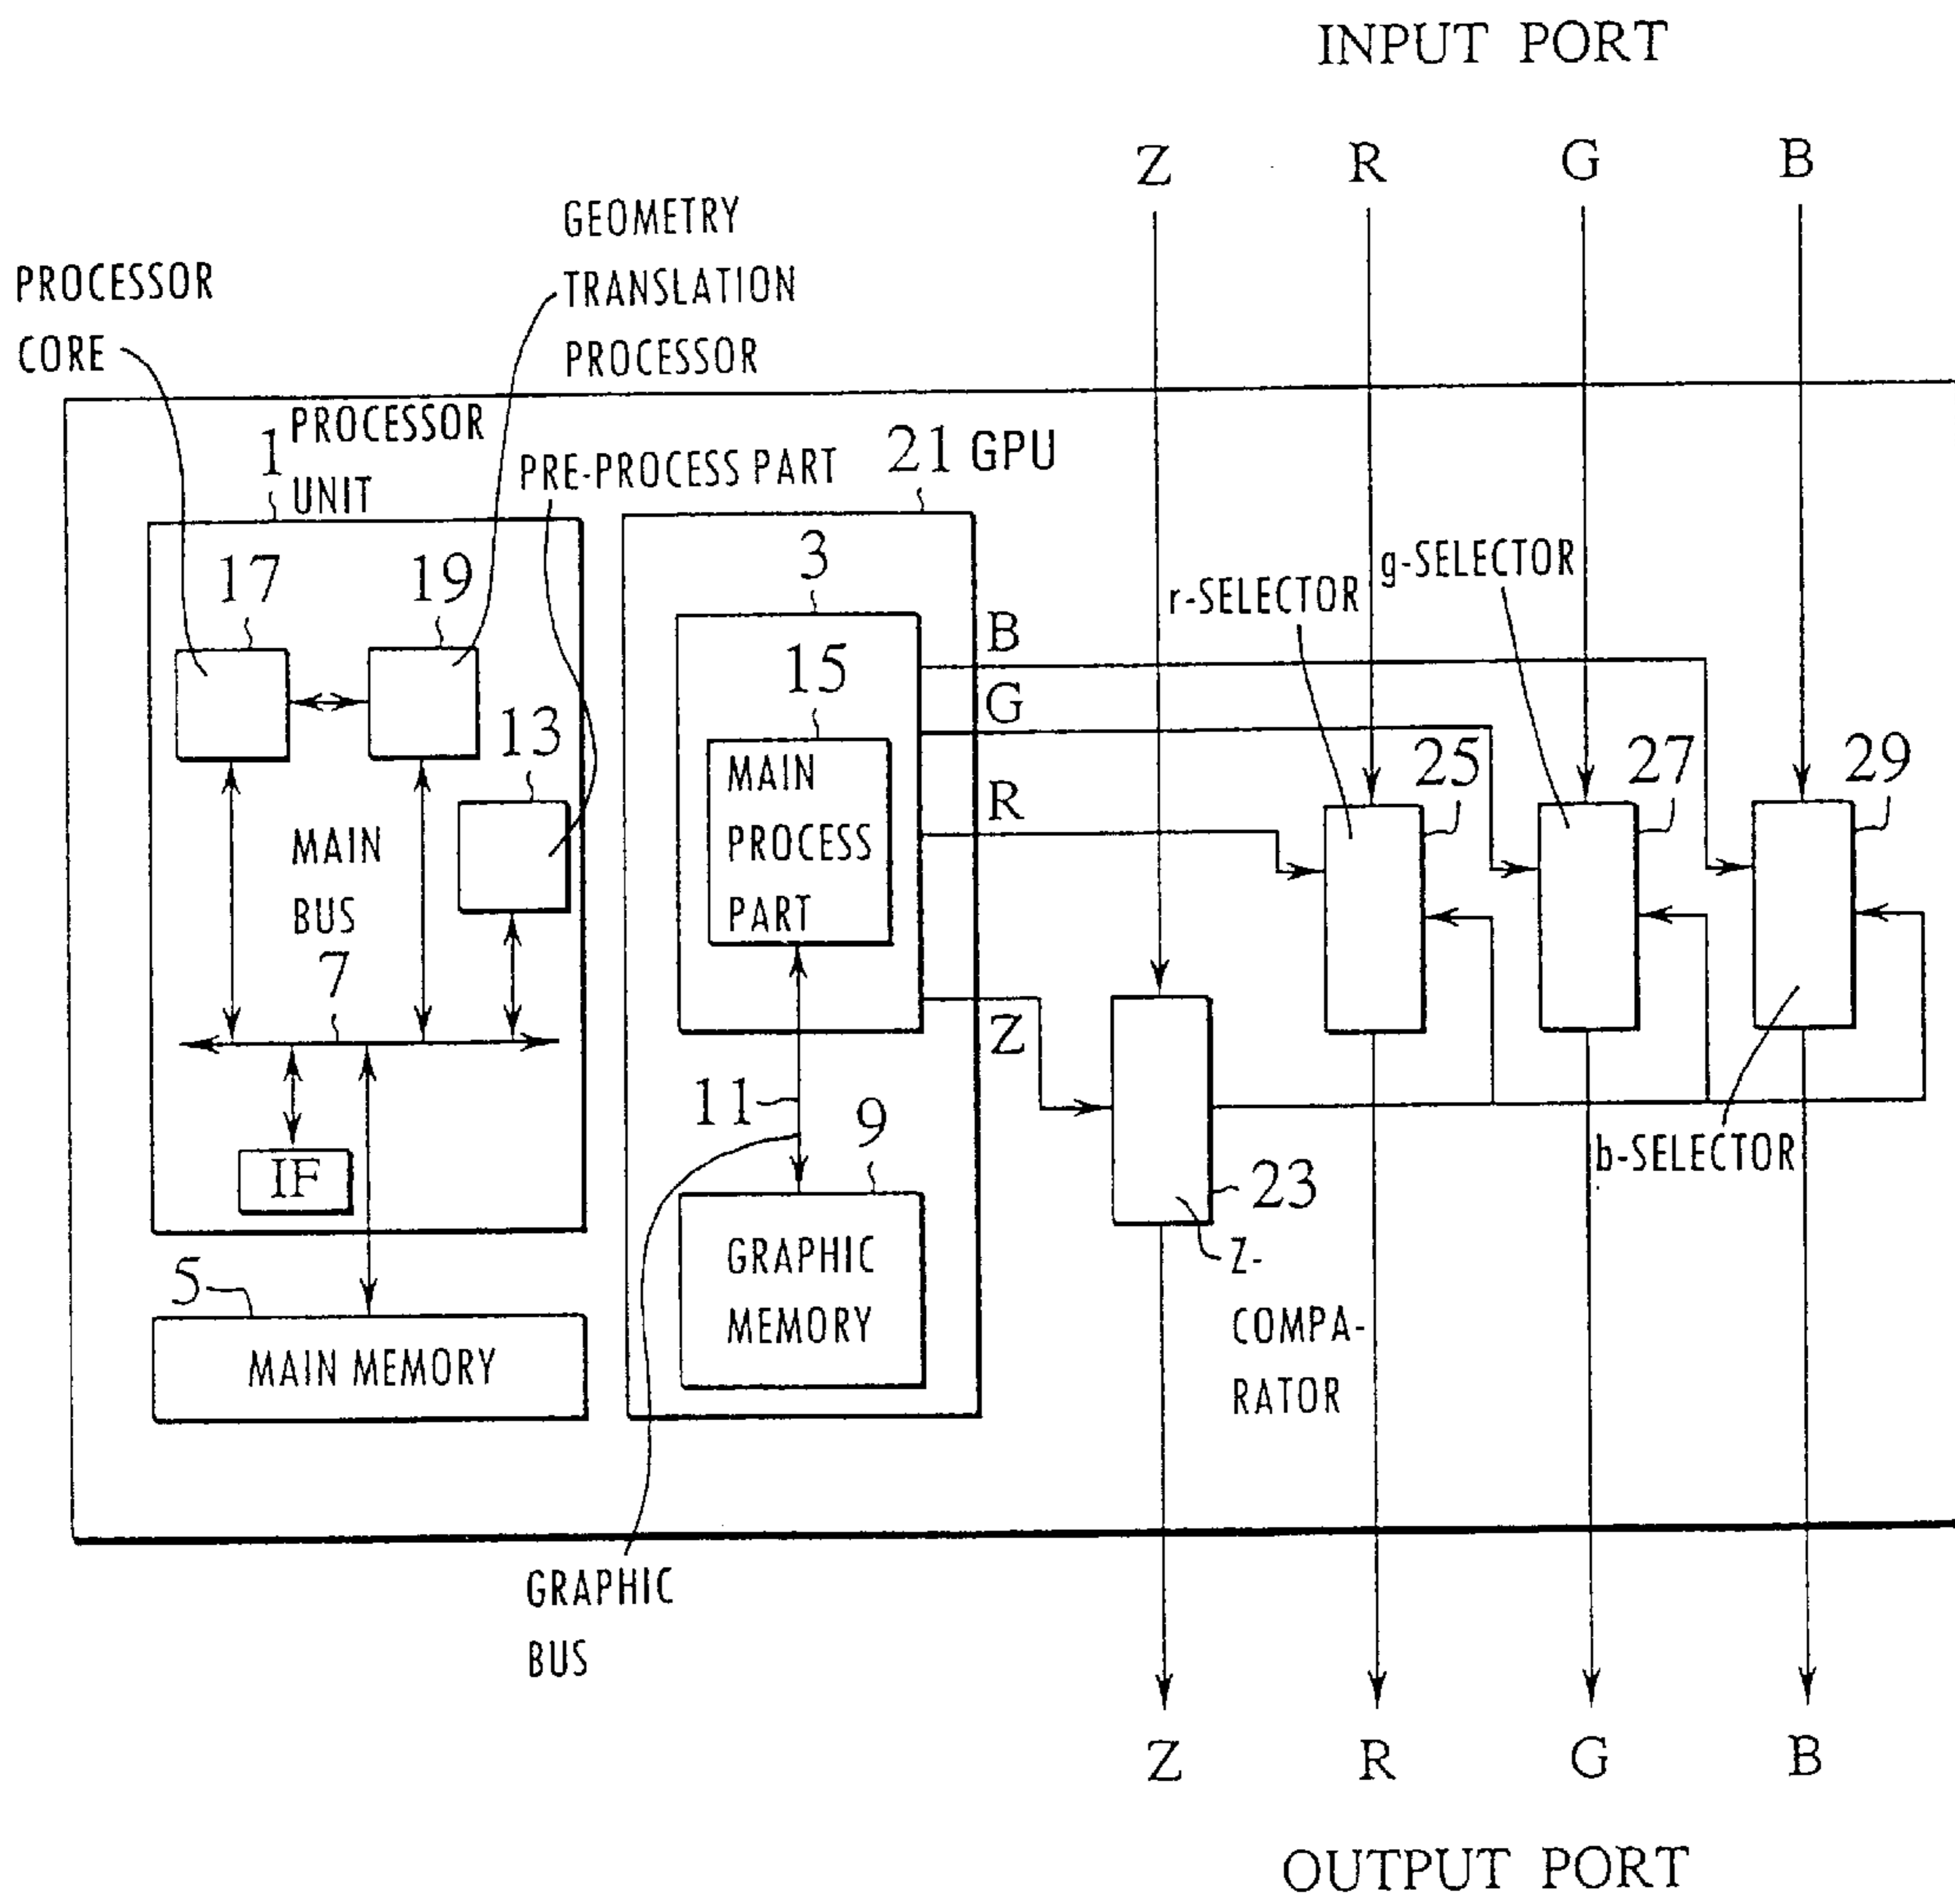 INPUT PORT
Z R G B
GEOMETRY
TRANSLATION
PROCESSOR
PROCESSOR
CORE
1 PROCESSOR
UNIT
PRE-PROCESS PART
21 GPU
17
19
13
MAIN
BUS
7
IF
5
MAIN MEMORY
3
15
MAIN
PROCESS
PART
11
9
GRAPHIC
MEMORY
GRAPHIC
BUS
B
G
R
Z
r-SELECTOR
g-SELECTOR
25
27
29
b-SELECTOR
23
Z-
COMPA-
RATOR
Z R G B
OUTPUT PORT